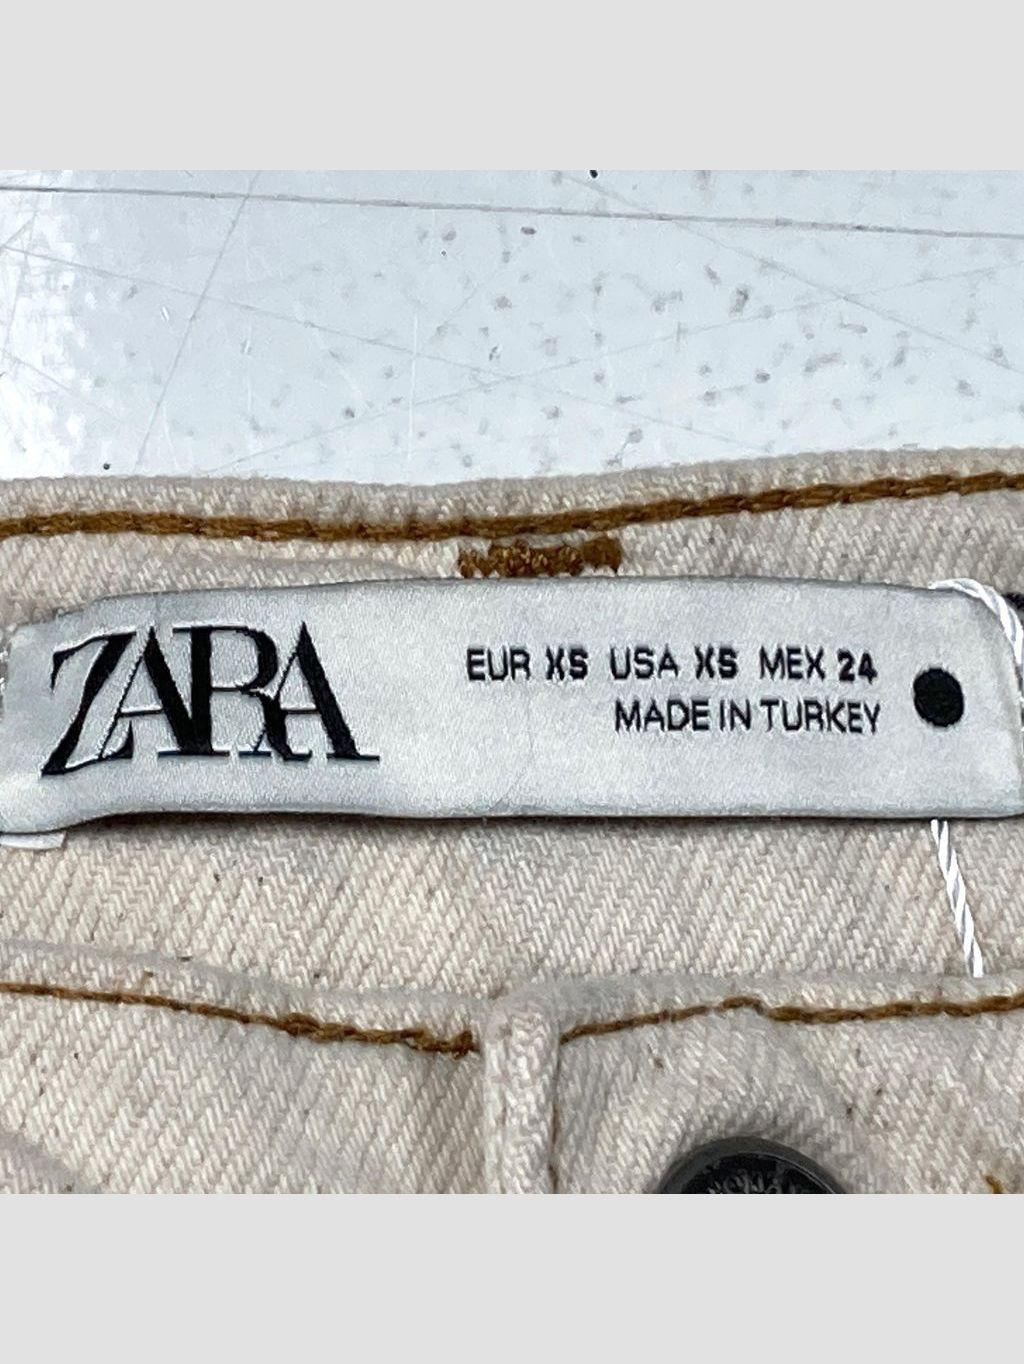 ZARA
EUR XS USA XS MEX 24
MADE IN TURKEY